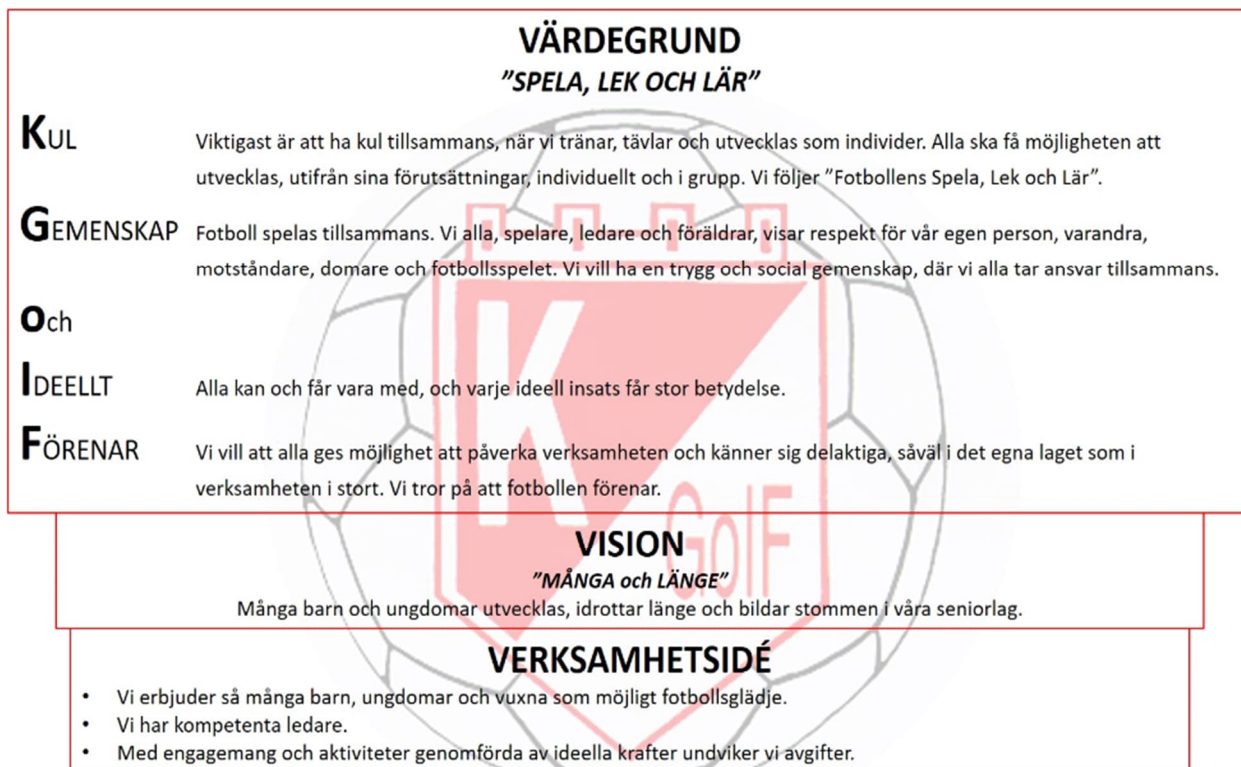 VÄRDEGRUND
”SPELA, LEK OCH LÄR”
KUL Viktigast är att ha kul tillsammans, när vi tränar, tävlar och utvecklas som individer. Alla ska få möjligheten att
utvecklas, utifrån sina förutsättningar, individuellt och i grupp. Vi följer ”Fotbollens Spela, Lek och Lär”.
GEMENSKAP Fotboll spelas tillsammans. Vi alla, spelare, ledare och föräldrar, visar respekt för vår egen person, varandra,
motståndare, domare och fotbollsspelet. Vi vill ha en trygg och social gemenskap, där vi alla tar ansvar tillsammans.
och
IDEELLT Alla kan och får vara med, och varje ideell insats får stor betydelse.
FÖRENAR Vi vill att alla ges möjlighet att påverka verksamheten och känner sig delaktiga, såväl i det egna laget som i
verksamheten i stort. Vi tror på att fotbollen förenar.
K
GoIF
VISION
”MÅNGA och LÄNGE”
Många barn och ungdomar utvecklas, idrottar länge och bildar stommen i våra seniorlag.
VERKSAMHETSIDÉ
• Vi erbjuder så många barn, ungdomar och vuxna som möjligt fotbollsglädje.
• Vi har kompetenta ledare.
• Med engagemang och aktiviteter genomförda av ideella krafter undviker vi avgifter.